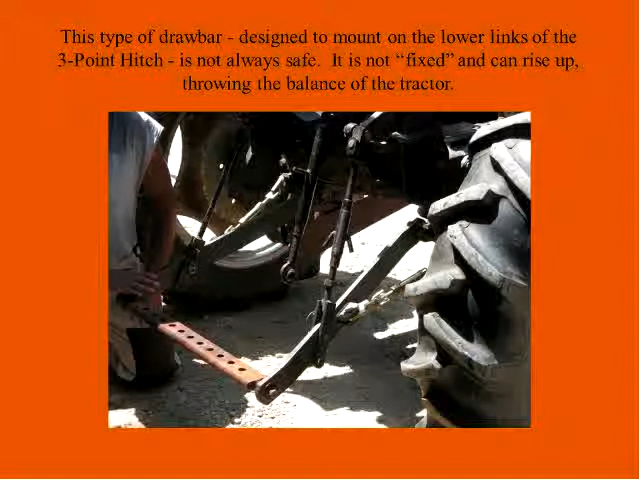 This type of drawbar - designed to mount on the lower links of the
3-Point Hitch - is not always safe.  It is not “fixed” and can rise up,
throwing the balance of the tractor.